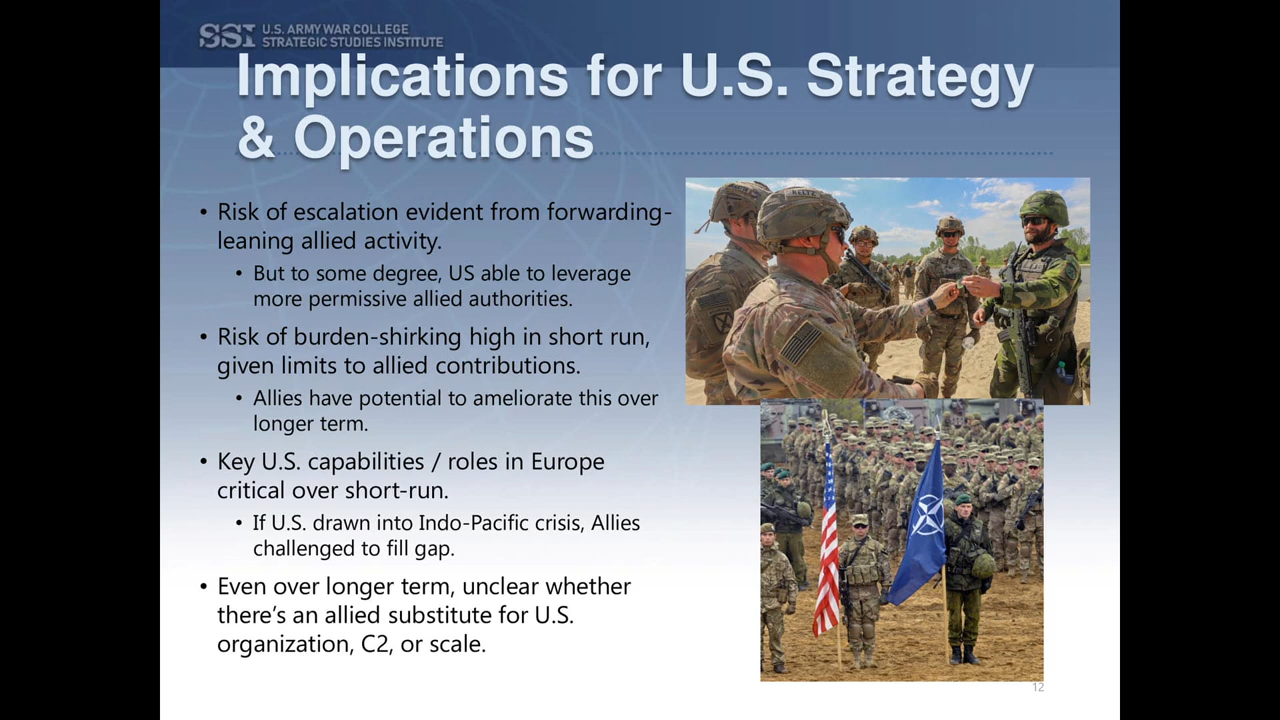 SSI U.S. ARMY WAR COLLEGE
STRATEGIC STUDIES INSTITUTE
Implications for U.S. Strategy
& Operations
• Risk of escalation evident from forwarding-
leaning allied activity.
• But to some degree, US able to leverage
more permissive allied authorities.
• Risk of burden-shirking high in short run,
given limits to allied contributions.
• Allies have potential to ameliorate this over
longer term.
• Key U.S. capabilities / roles in Europe
critical over short-run.
• If U.S. drawn into Indo-Pacific crisis, Allies
challenged to fill gap.
• Even over longer term, unclear whether
there’s an allied substitute for U.S.
organization, C2, or scale.
12